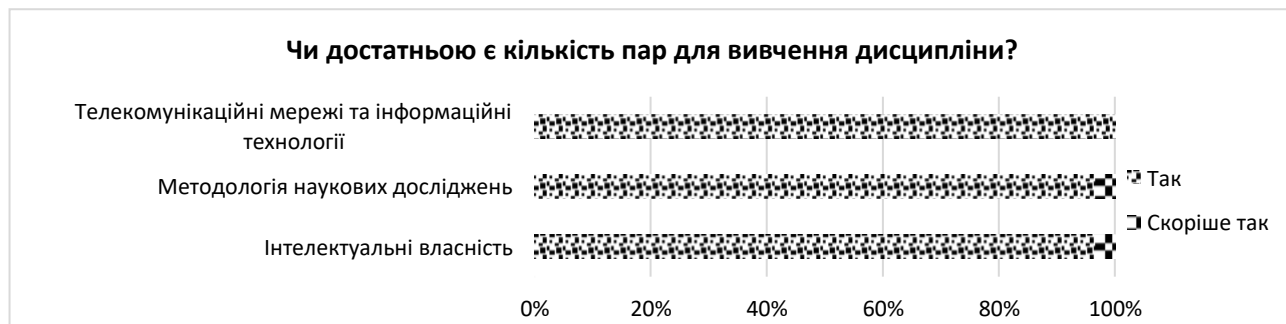 Чи достатньою є кількість пар для вивчення дисципліни?
Телекомунікаційні мережі та інформаційні
технології
Методологія наукових досліджень
Інтелектуальні власність
Так
Скоріше так
0% 20% 40% 60% 80% 100%